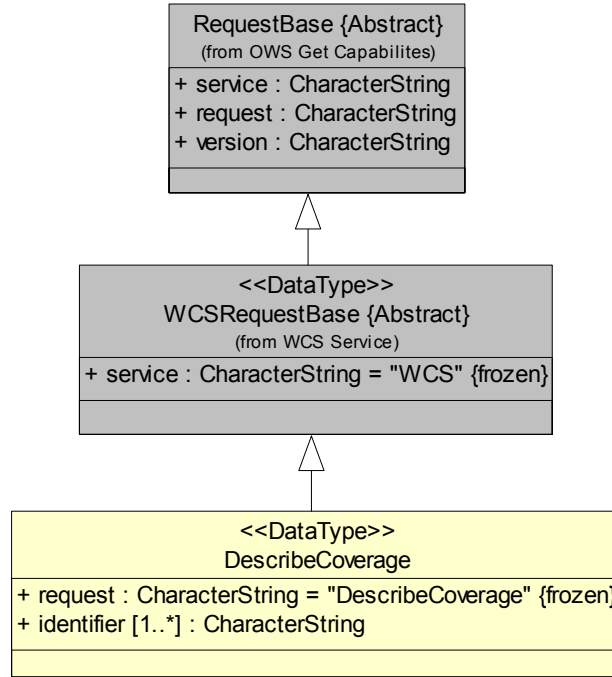 RequestBase {Abstract}
(from OWS Get Capabilites)
+ service : CharacterString
+ request : CharacterString
+ version : CharacterString
<<DataType>>
WCSRequestBase {Abstract}
(from WCS Service)
+ service : CharacterString = "WCS" {frozen}
<<DataType>>
DescribeCoverage
+ request : CharacterString = "DescribeCoverage" {frozen}
+ identifier [1..*] : CharacterString